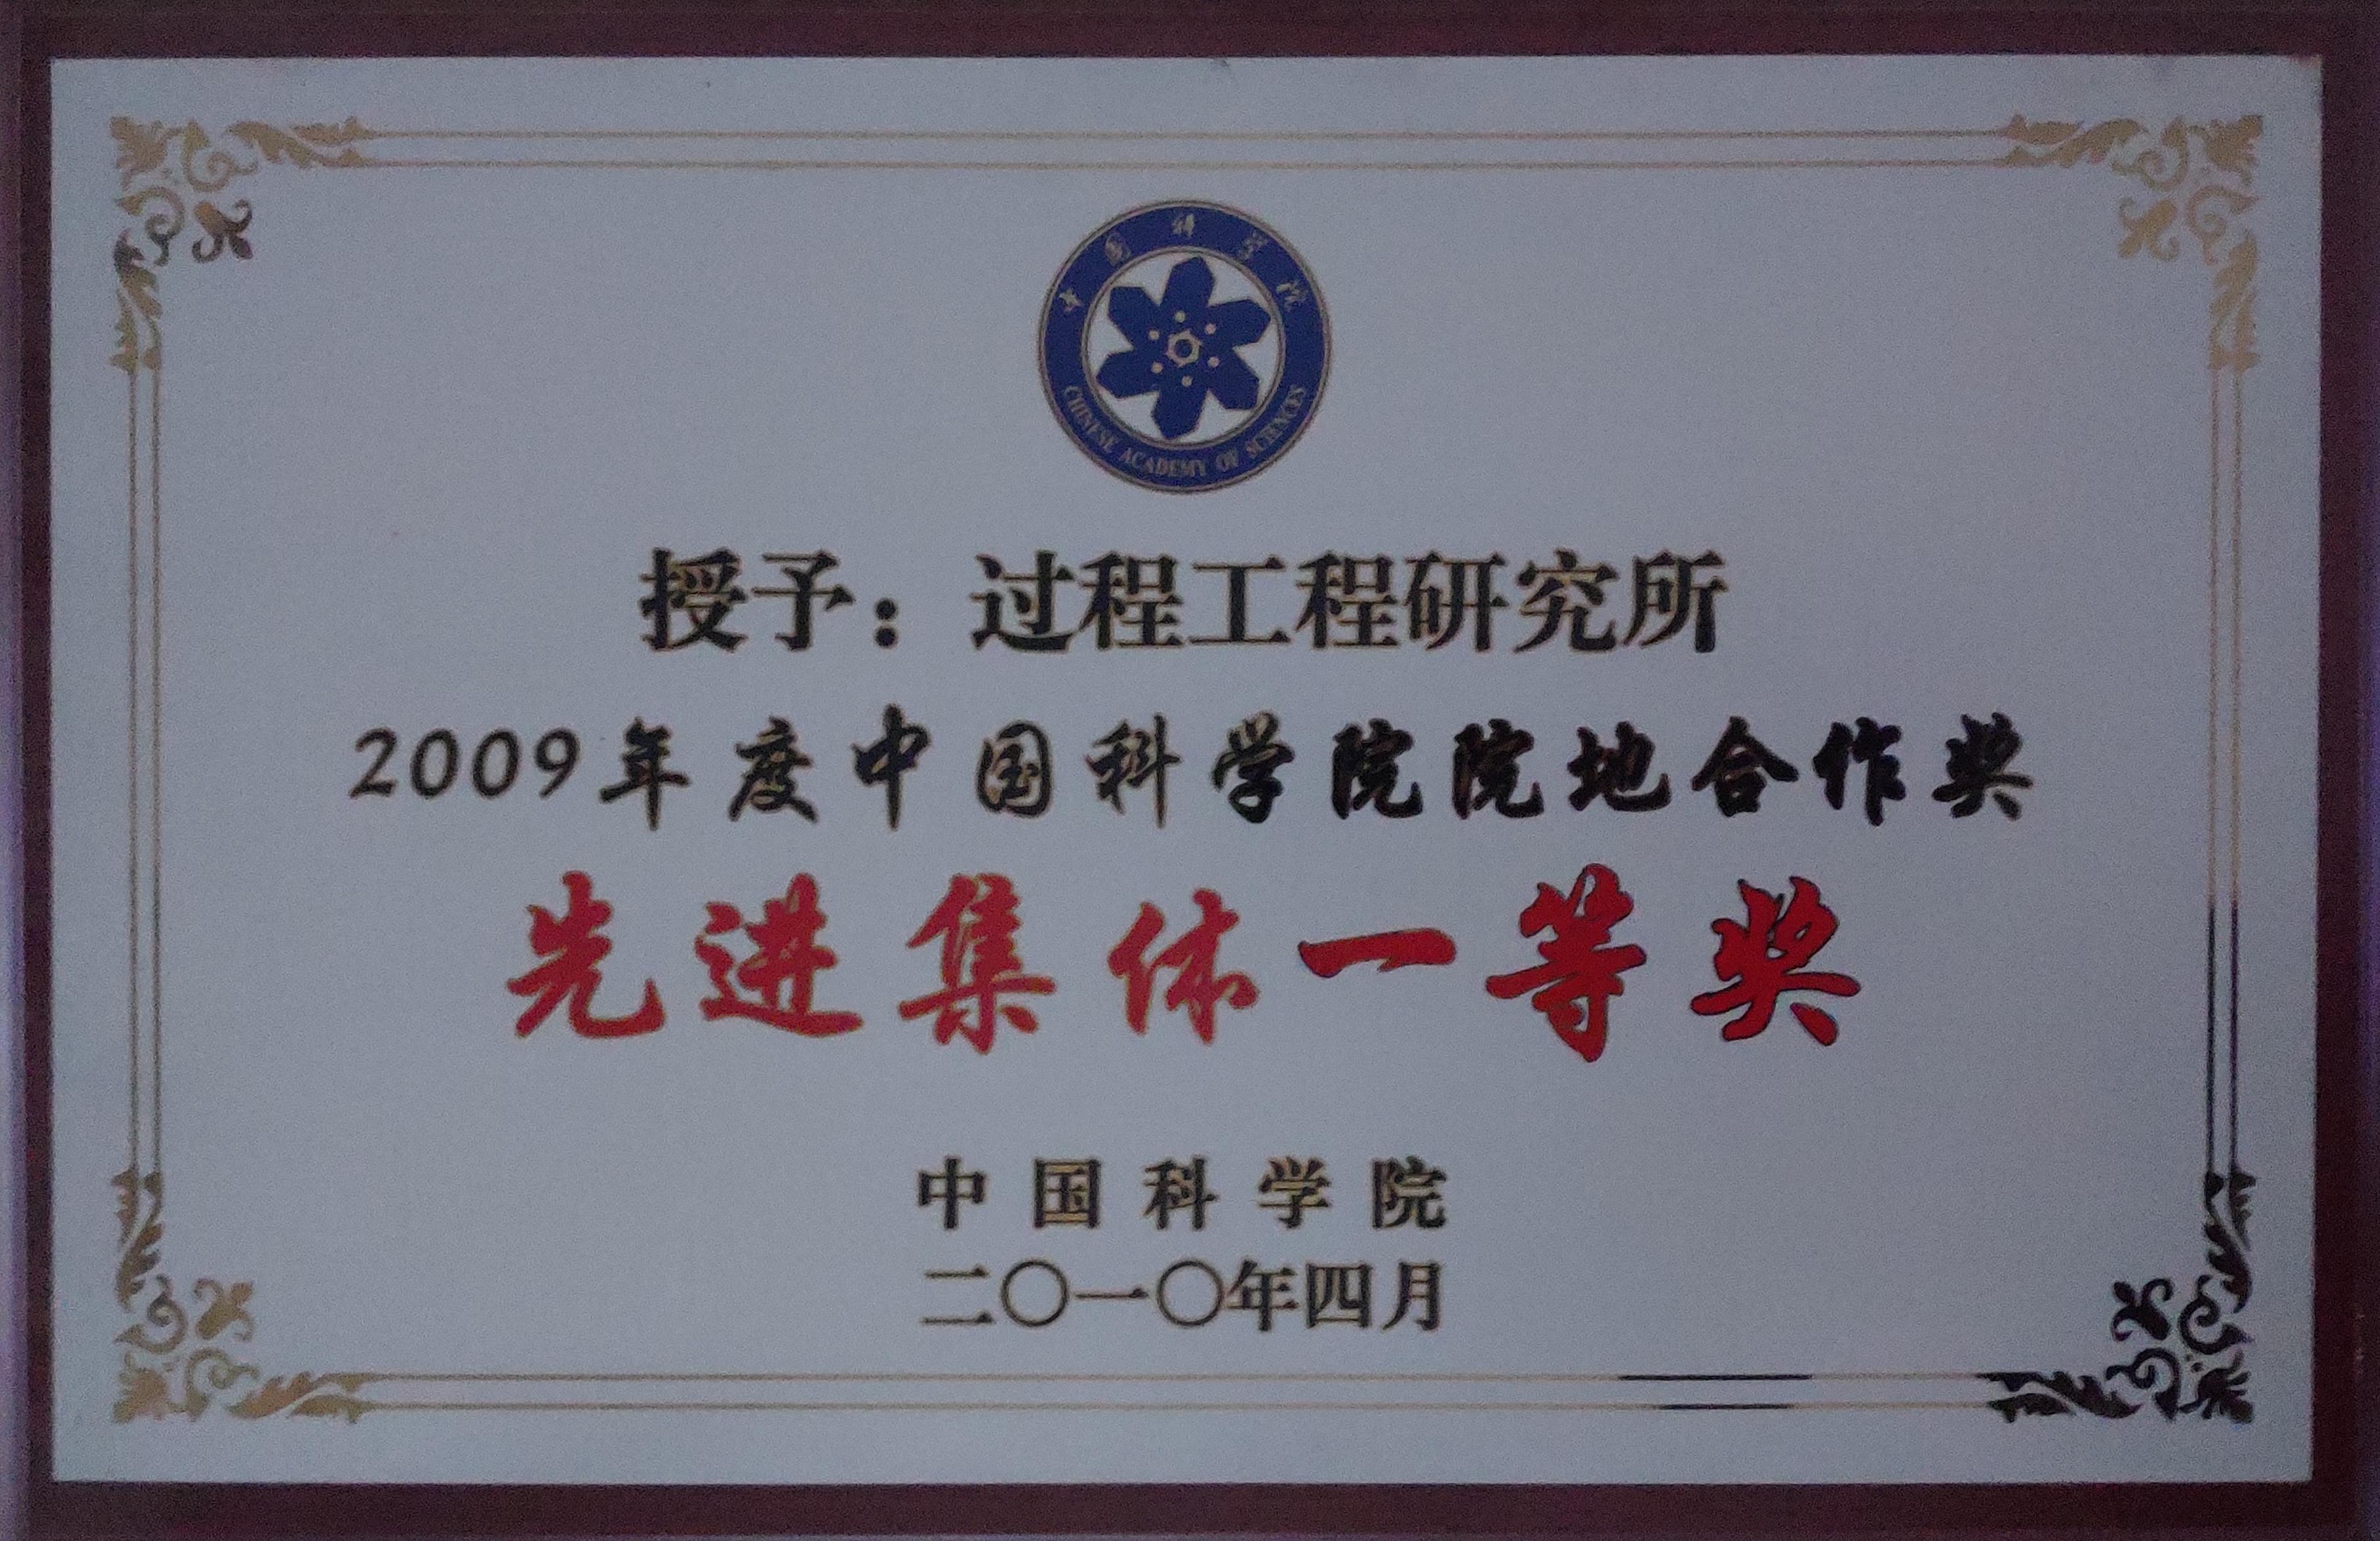 中国科学院
CHINESE ACADEMY OF SCIENCES
授予：过程工程研究所
2009年度中国科学院院地合作奖
先进集体一等奖
中国科学院
二〇一〇年四月